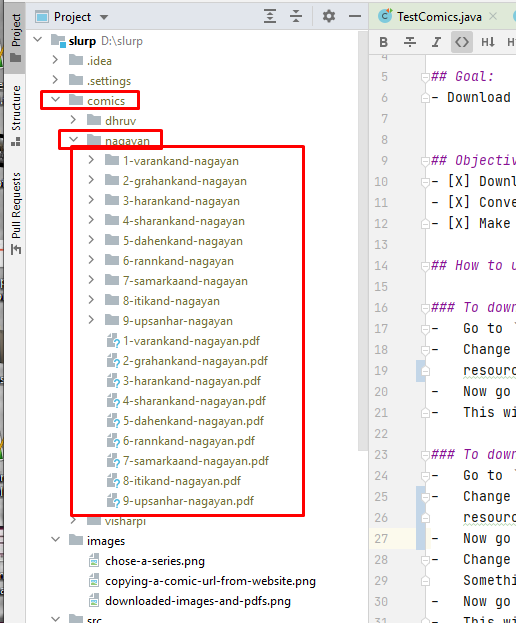 Project
Structure
Pull Requests
Project
slurp D:\slurp
.idea
.settings
comics
dhruv
nagayan
1-varankand-nagayan
2-grahankand-nagayan
3-harankand-nagayan
4-sharankand-nagayan
5-dahenkand-nagayan
6-rannkand-nagayan
7-samarkaand-nagayan
8-itikand-nagayan
9-upsanhar-nagayan
1-varankand-nagayan.pdf
2-grahankand-nagayan.pdf
3-harankand-nagayan.pdf
4-sharankand-nagayan.pdf
5-dahenkand-nagayan.pdf
6-rannkand-nagayan.pdf
7-samarkaand-nagayan.pdf
8-itikand-nagayan.pdf
9-upsanhar-nagayan.pdf
visharpi
images
chose-a-series.png
copying-a-comic-url-from-website.png
downloaded-images-and-pdfs.png
src
TestComics.java
B I <> H↓
4
5 ## Goal:
6 - Download
7
8
9 ## Objectiv
10 - [X] Downl
11 - [X] Conve
12 - [X] Make
13
14 ## How to u
15
16 ### To down
17 - Go to `
18 - Change
19 resourc
20 - Now go
21 - This wi
22
23 ### To down
24 - Go to `
25 - Change
26 resourc
27 - Now go
28 - Change
29 Somethi
30 - Now go
31 - This wi